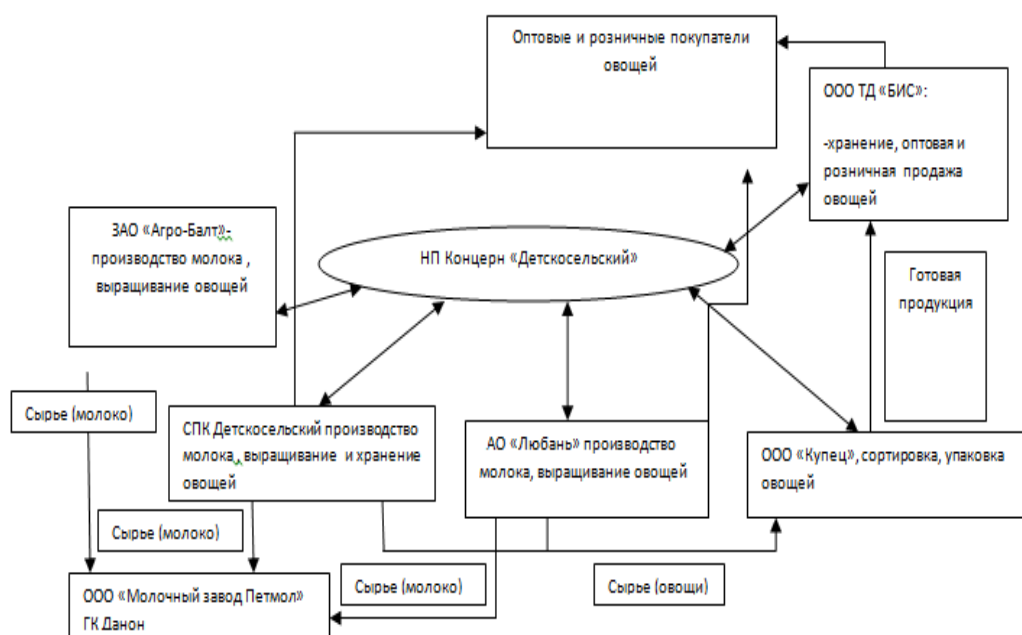 Оптовые и розничные покупатели
овощей
ООО ТД «БИС»:
-хранение, оптовая и
розничная продажа
овощей
ЗАО «Агро-Балт»-
производство молока ,
выращивание овощей
НП Концерн «Детскосельский»
Готовая
продукция
Сырье (молоко)
СПК Детскосельский производство
молока, выращивание и хранение
овощей
АО «Любань» производство
молока, выращивание овощей
ООО «Купец», сортировка, упаковка
овощей
Сырье (молоко)
Сырье (молоко)
Сырье (овощи)
ООО «Молочный завод Петмол»
ГК Данон